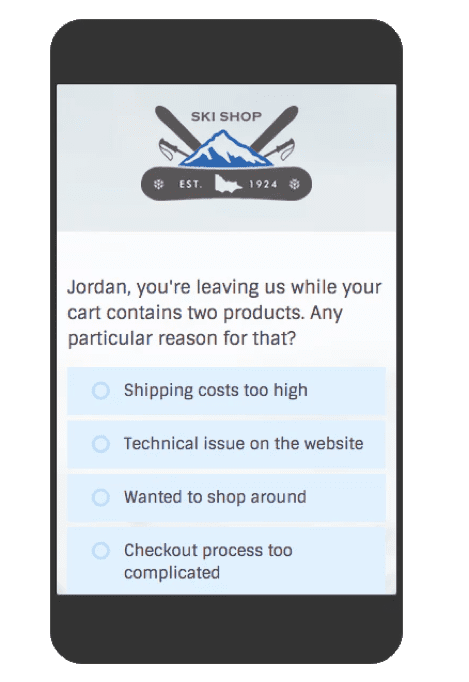 SKI SHOP
EST. 1924
Jordan, you're leaving us while your
cart contains two products. Any
particular reason for that?
Shipping costs too high
Technical issue on the website
Wanted to shop around
Checkout process too
complicated